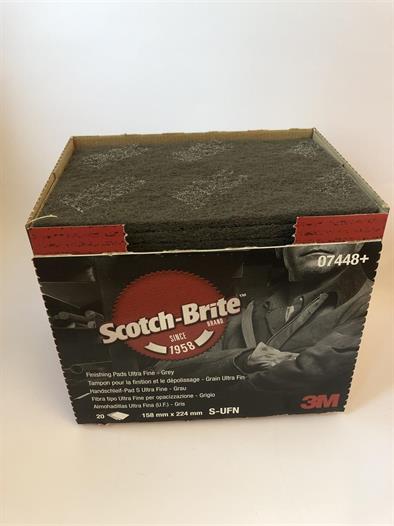 07448+
Scotch-Brite™
BRAND
SINCE
1958
Finishing Pads Ultra Fine - Grey
Tampon pour la finition et le dépolissage - Grain Ultra Fin
Handschleif-Pad S Ultra Fine - Grau
Fibra tipo Ultra Fine per opacizzazione - Grigio
Almohadillas Ultra Fina (U.F.) - Gris
20 158 mm x 224 mm S-UFN
3M